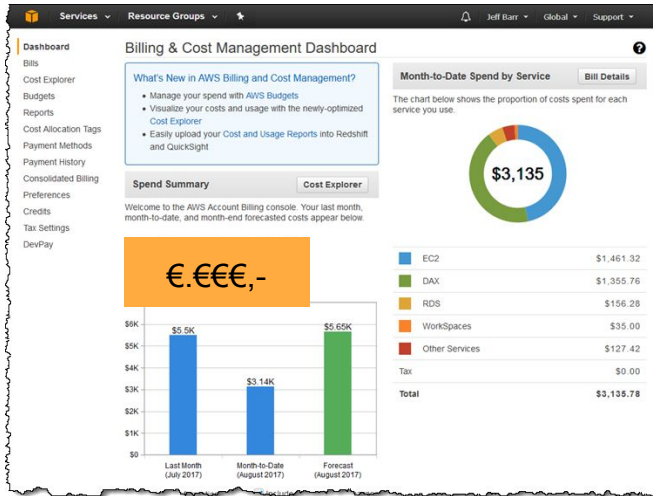 Services
Resource Groups
Jeff Barr
Global
Support
Dashboard
Bills
Cost Explorer
Budgets
Reports
Cost Allocation Tags
Payment Methods
Payment History
Consolidated Billing
Preferences
Credits
Tax Settings
DevPay
Billing & Cost Management Dashboard
?
What's New in AWS Billing and Cost Management?
• Manage your spend with AWS Budgets
• Visualize your costs and usage with the newly-optimized
Cost Explorer
• Easily upload your Cost and Usage Reports into Redshift
and QuickSight
Spend Summary
Cost Explorer
Welcome to the AWS Account Billing console. Your last month,
month-to-date, and month-end forecasted costs appear below.
€.€€€,-
$6K
$5K
$4K
$3K
$2K
$1K
$0
$5.5K
$3.14K
$5.65K
Last Month
(July 2017)
Month-to-Date
(August 2017)
Forecast
(August 2017)
Month-to-Date Spend by Service
Bill Details
The chart below shows the proportion of costs spent for each
service you use.
$3,135
EC2 $1,461.32
DAX $1,355.76
RDS $156.28
WorkSpaces $35.00
Other Services $127.42
Tax $0.00
Total $3,135.78